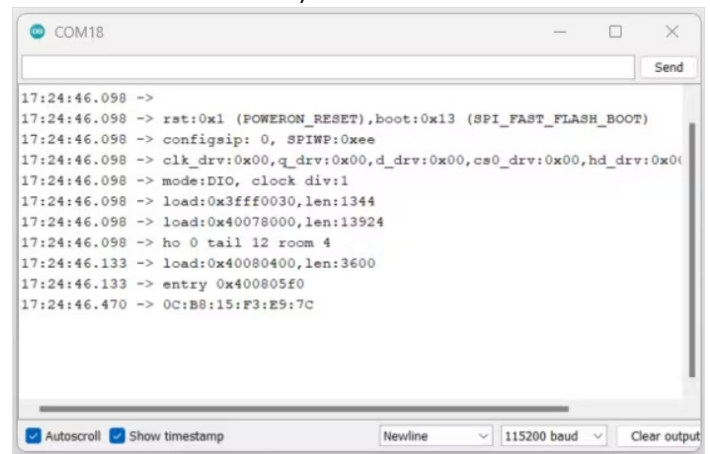 COM18
Send
17:24:46.098 ->
17:24:46.098 -> rst:0x1 (POWERON_RESET),boot:0x13 (SPI_FAST_FLASH_BOOT)
17:24:46.098 -> configsip: 0, SPIWP:0xee
17:24:46.098 -> clk_drv:0x00,q_drv:0x00,d_drv:0x00,cs0_drv:0x00,hd_drv:0x0
17:24:46.098 -> mode:DIO, clock div:1
17:24:46.098 -> load:0x3fff0030,len:1344
17:24:46.098 -> load:0x40078000,len:13924
17:24:46.098 -> ho 0 tail 12 room 4
17:24:46.133 -> load:0x40080400,len:3600
17:24:46.133 -> entry 0x400805f0
17:24:46.470 -> 0C:B8:15:F3:E9:7C
Autoscroll Show timestamp Newline 115200 baud Clear output